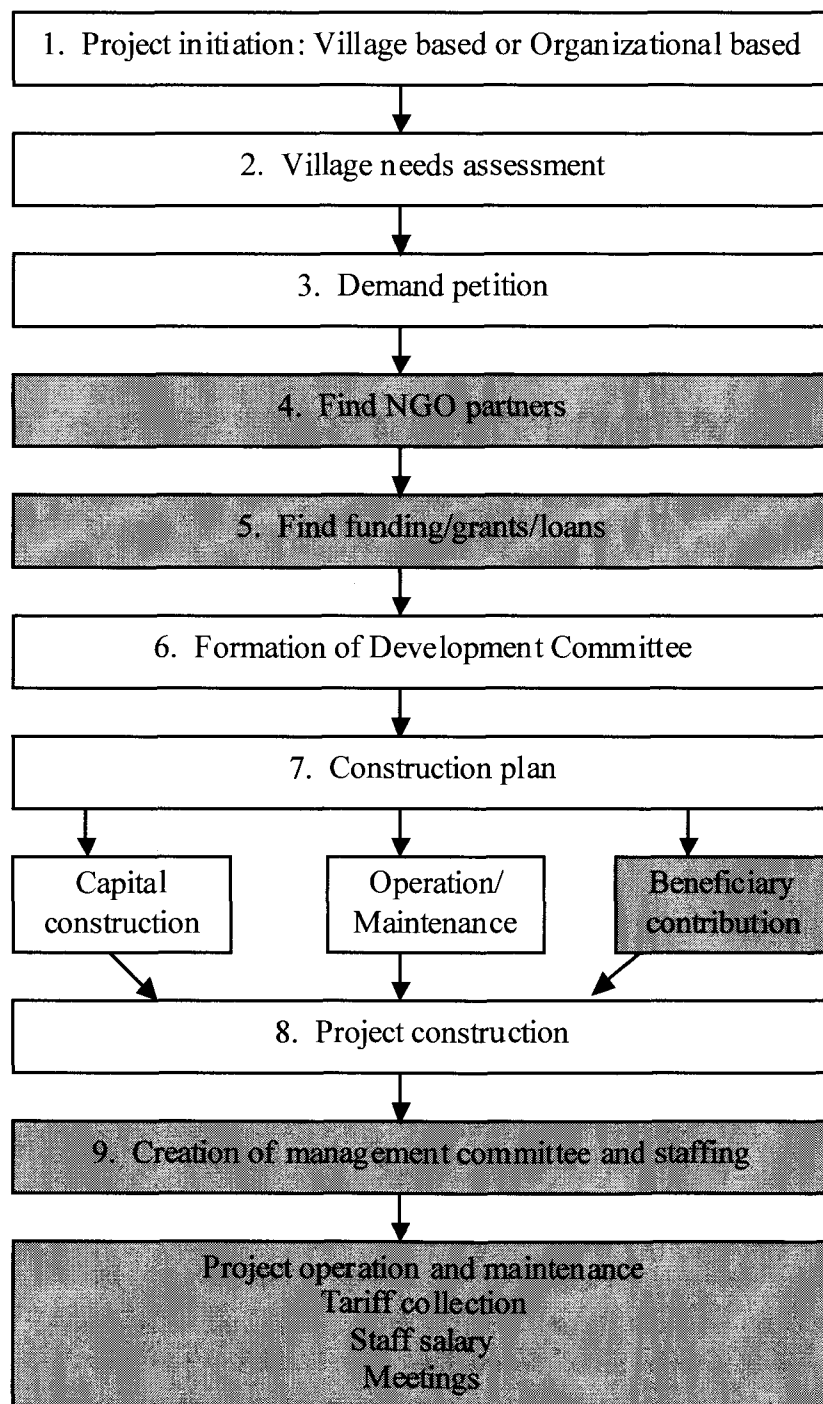 1. Project initiation: Village based or Organizational based
2. Village needs assessment
3. Demand petition
4. Find NGO partners
5. Find funding/grants/loans
6. Formation of Development Committee
7. Construction plan
Capital
construction
Operation/
Maintenance
Beneficiary
contribution
8. Project construction
9. Creation of management committee and staffing
Project operation and maintenance
Tariff collection
Staff salary
Meetings